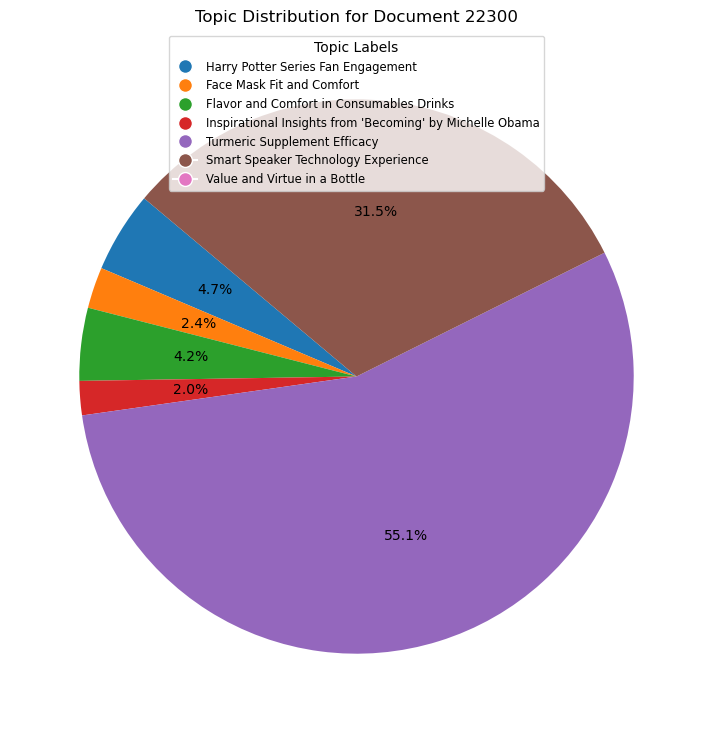 Topic Distribution for Document 22300
Topic Labels
Harry Potter Series Fan Engagement
Face Mask Fit and Comfort
Flavor and Comfort in Consumables Drinks
Inspirational Insights from 'Becoming' by Michelle Obama
Turmeric Supplement Efficacy
Smart Speaker Technology Experience
Value and Virtue in a Bottle
31.5%
4.7%
2.4%
4.2%
2.0%
55.1%